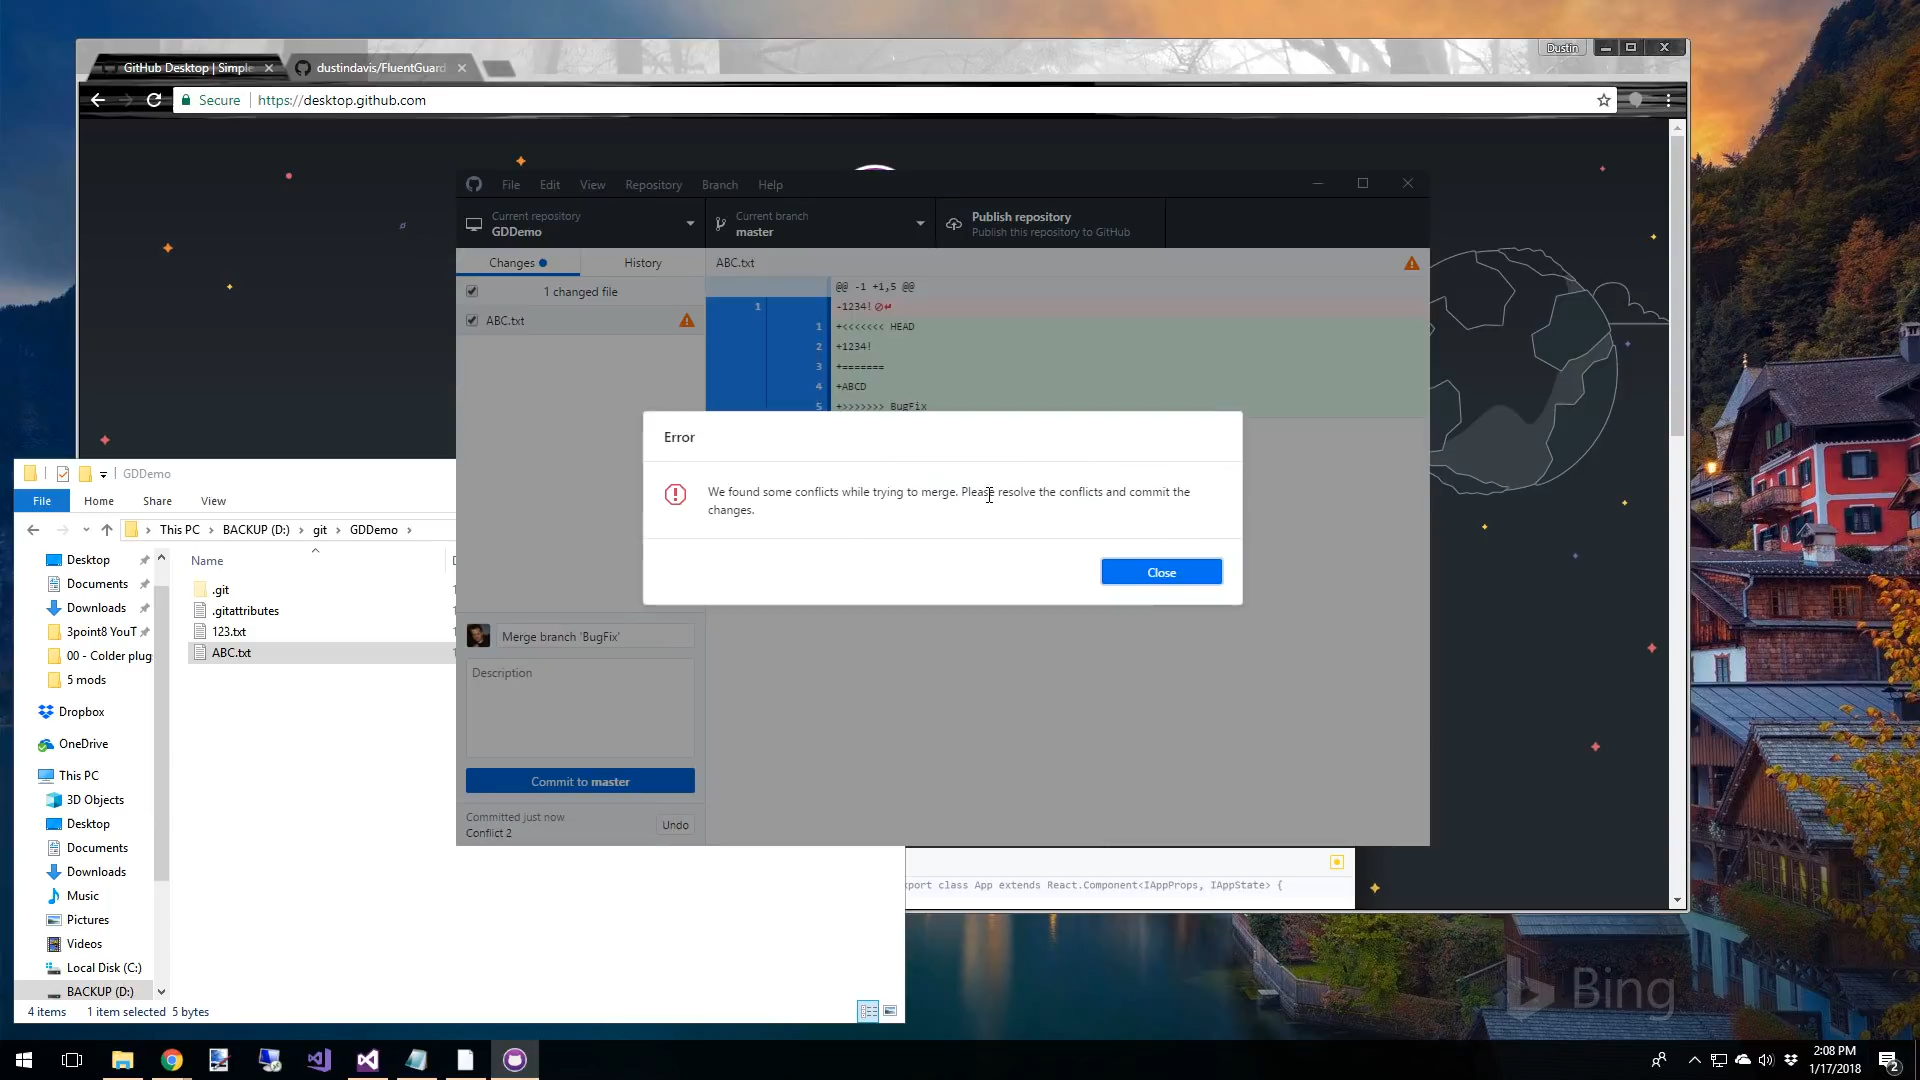 Dustin
GitHub Desktop | Simple
dustindavis/FluentGuard
Secure
https://desktop.github.com
File Edit View Repository Branch Help
Current repository
GDDemo
Current branch
master
Publish repository
Publish this repository to GitHub
Changes
History
ABC.txt
1 changed file
ABC.txt
@@ -1 +1,5 @@
1 -1234!
1 +<<<<<<< HEAD
2 +1234!
3 +=======
4 +ABCD
5 +>>>>>>> BugFix
Error
We found some conflicts while trying to merge. Please resolve the conflicts and commit the
changes.
Close
Merge branch 'BugFix'
Description
Commit to master
Committed just now
Conflict 2
Undo
GDDemo
File Home Share View
This PC > BACKUP (D:) > git > GDDemo >
Name
.git
.gitattributes
123.txt
ABC.txt
Desktop
Documents
Downloads
3point8 YouT
00 - Colder plug
5 mods
Dropbox
OneDrive
This PC
3D Objects
Desktop
Documents
Downloads
Music
Pictures
Videos
Local Disk (C:)
BACKUP (D:)
4 items 1 item selected 5 bytes
port class App extends React.Component<IAppProps, IAppState> {
Bing
2:08 PM
1/17/2018
2